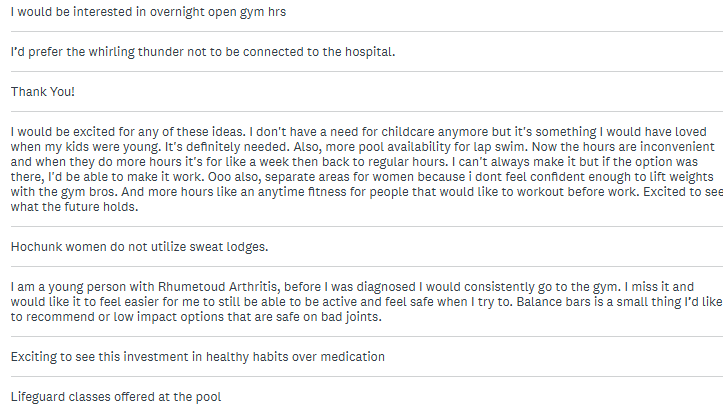 I would be interested in overnight open gym hrs
I'd prefer the whirling thunder not to be connected to the hospital.
Thank You!
I would be excited for any of these ideas. I don't have a need for childcare anymore but it's something I would have loved
when my kids were young. It's definitely needed. Also, more pool availability for lap swim. Now the hours are inconvenient
and when they do more hours it's for like a week then back to regular hours. I can't always make it but if the option was
there, I'd be able to make it work. Ooo also, separate areas for women because i dont feel confident enough to lift weights
with the gym bros. And more hours like an anytime fitness for people that would like to workout before work. Excited to see
what the future holds.
Hochunk women do not utilize sweat lodges.
I am a young person with Rhumetoud Arthritis, before I was diagnosed I would consistently go to the gym. I miss it and
would like it to feel easier for me to still be able to be active and feel safe when I try to. Balance bars is a small thing I'd like
to recommend or low impact options that are safe on bad joints.
Exciting to see this investment in healthy habits over medication
Lifeguard classes offered at the pool